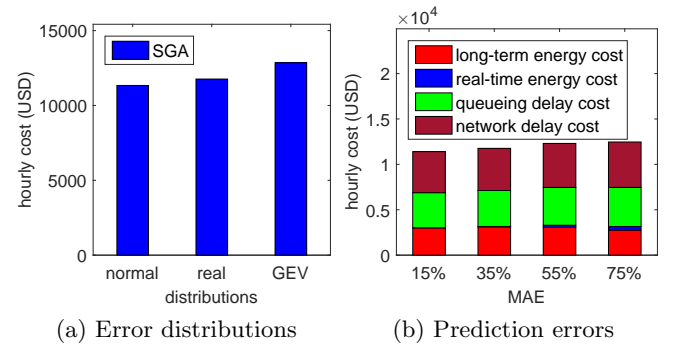 SGA
15000
10000
5000
0
hourly cost (USD)
normal real GEV
distributions
(a) Error distributions
×10⁴
long-term energy cost
real-time energy cost
queueing delay cost
network delay cost
2
1.5
1
0.5
0
hourly cost (USD)
15% 35% 55% 75%
MAE
(b) Prediction errors